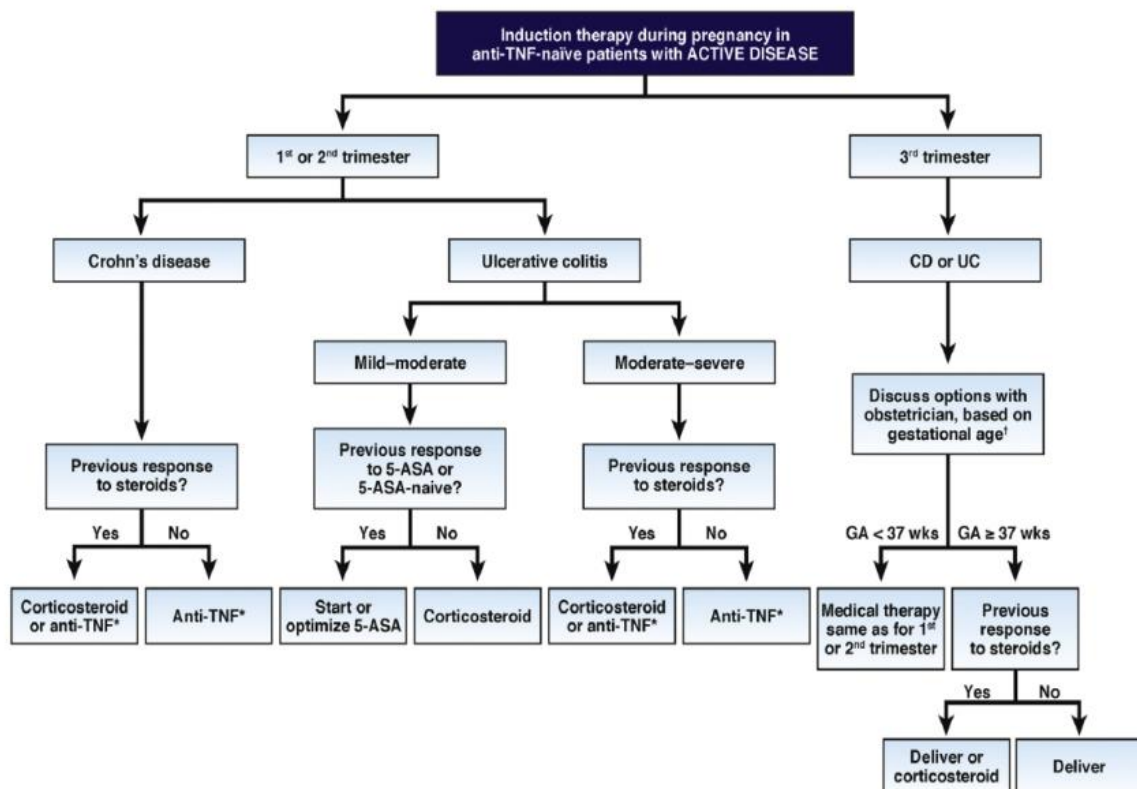 Induction therapy during pregnancy in
anti-TNF-naïve patients with ACTIVE DISEASE
1st or 2nd trimester
3rd trimester
Crohn's disease
Ulcerative colitis
CD or UC
Mild–moderate
Moderate–severe
Discuss options with
obstetrician, based on
gestational age†
Previous response
to steroids?
Previous response
to 5-ASA or
5-ASA-naive?
Previous response
to steroids?
Yes
No
Yes
No
Yes
No
GA < 37 wks
GA ≥ 37 wks
Corticosteroid
or anti-TNF*
Anti-TNF*
Start or
optimize 5-ASA
Corticosteroid
Corticosteroid
or anti-TNF*
Anti-TNF*
Medical therapy
same as for 1st
or 2nd trimester
Previous
response
to steroids?
Yes
No
Deliver or
corticosteroid
Deliver